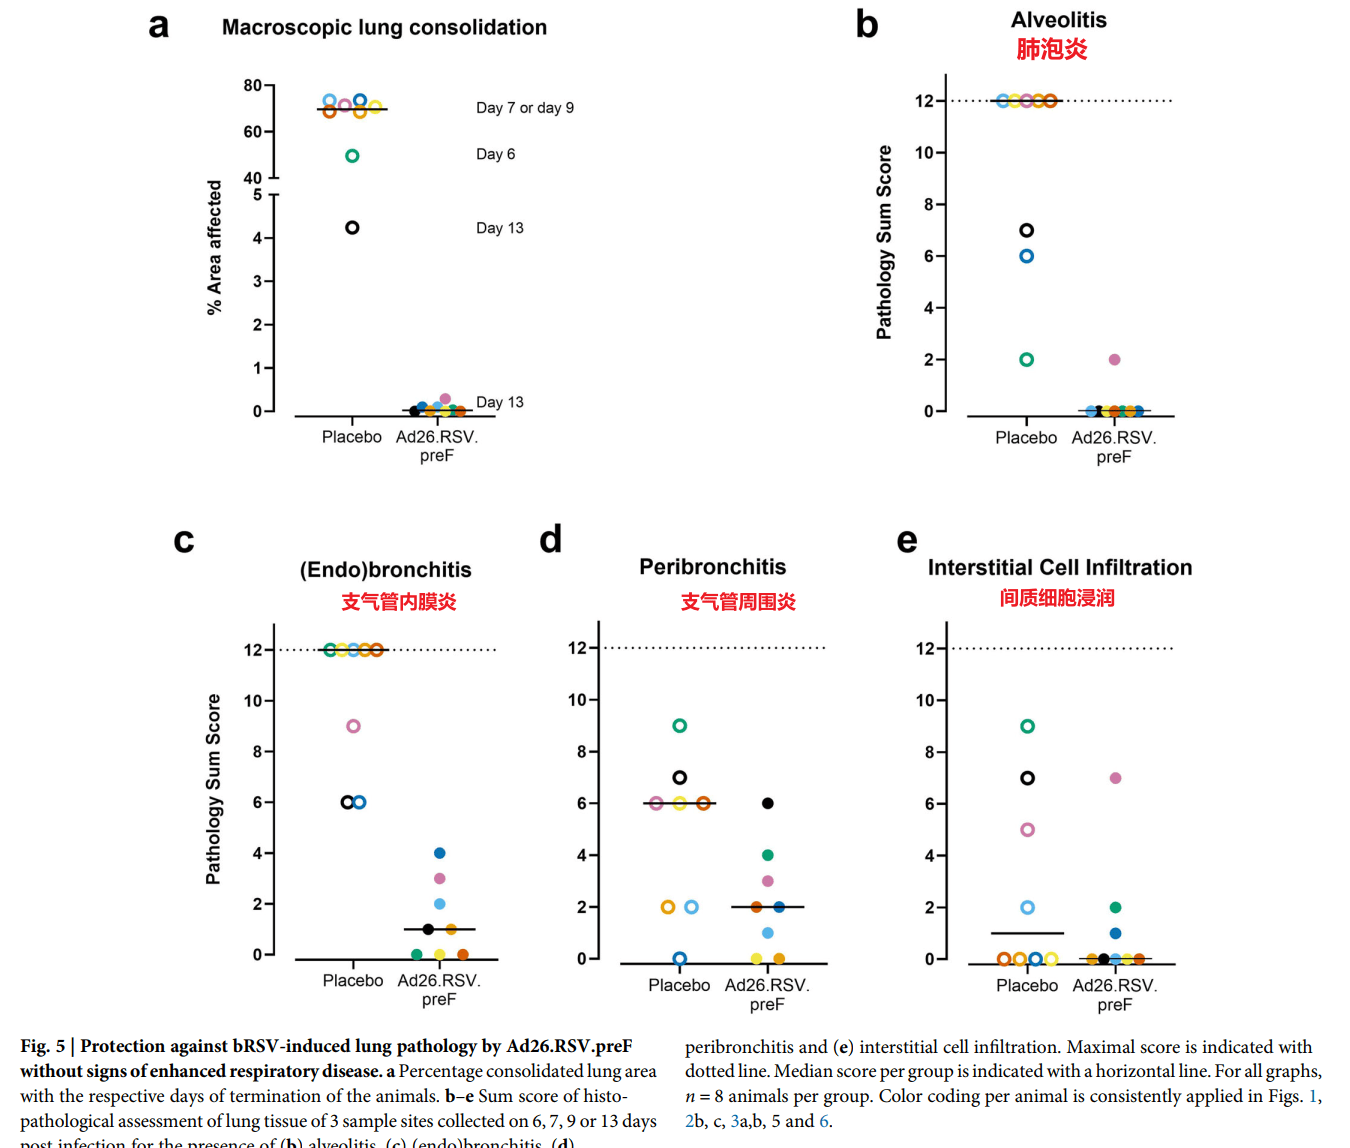 a
Macroscopic lung consolidation
% Area affected
80
60
40
5
4
3
2
1
0
Day 7 or day 9
Day 6
Day 13
Day 13
Placebo
Ad26.RSV.
preF
b
Alveolitis
肺泡炎
Pathology Sum Score
12
10
8
6
4
2
0
Placebo
Ad26.RSV.
preF
c
(Endo)bronchitis
支气管内膜炎
Pathology Sum Score
12
10
8
6
4
2
0
Placebo
Ad26.RSV.
preF
d
Peribronchitis
支气管周围炎
12
10
8
6
4
2
0
Placebo
Ad26.RSV.
preF
e
Interstitial Cell Infiltration
间质细胞浸润
12
10
8
6
4
2
0
Placebo
Ad26.RSV.
preF
Fig. 5 | Protection against bRSV-induced lung pathology by Ad26.RSV.preF
without signs of enhanced respiratory disease. a Percentage consolidated lung area
with the respective days of termination of the animals. b–e Sum score of histo-
pathological assessment of lung tissue of 3 sample sites collected on 6, 7, 9 or 13 days
post infection for the presence of (b) alveolitis, (c) (endo)bronchitis, (d)
peribronchitis and (e) interstitial cell infiltration. Maximal score is indicated with
dotted line. Median score per group is indicated with a horizontal line. For all graphs,
n = 8 animals per group. Color coding per animal is consistently applied in Figs. 1,
2b, c, 3a,b, 5 and 6.